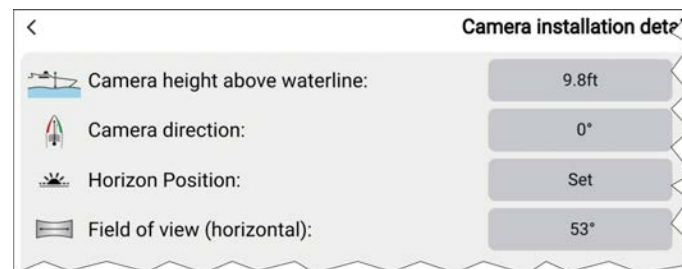 Camera installation deta
Camera height above waterline: 9.8ft
Camera direction: 0°
Horizon Position: Set
Field of view (horizontal): 53°